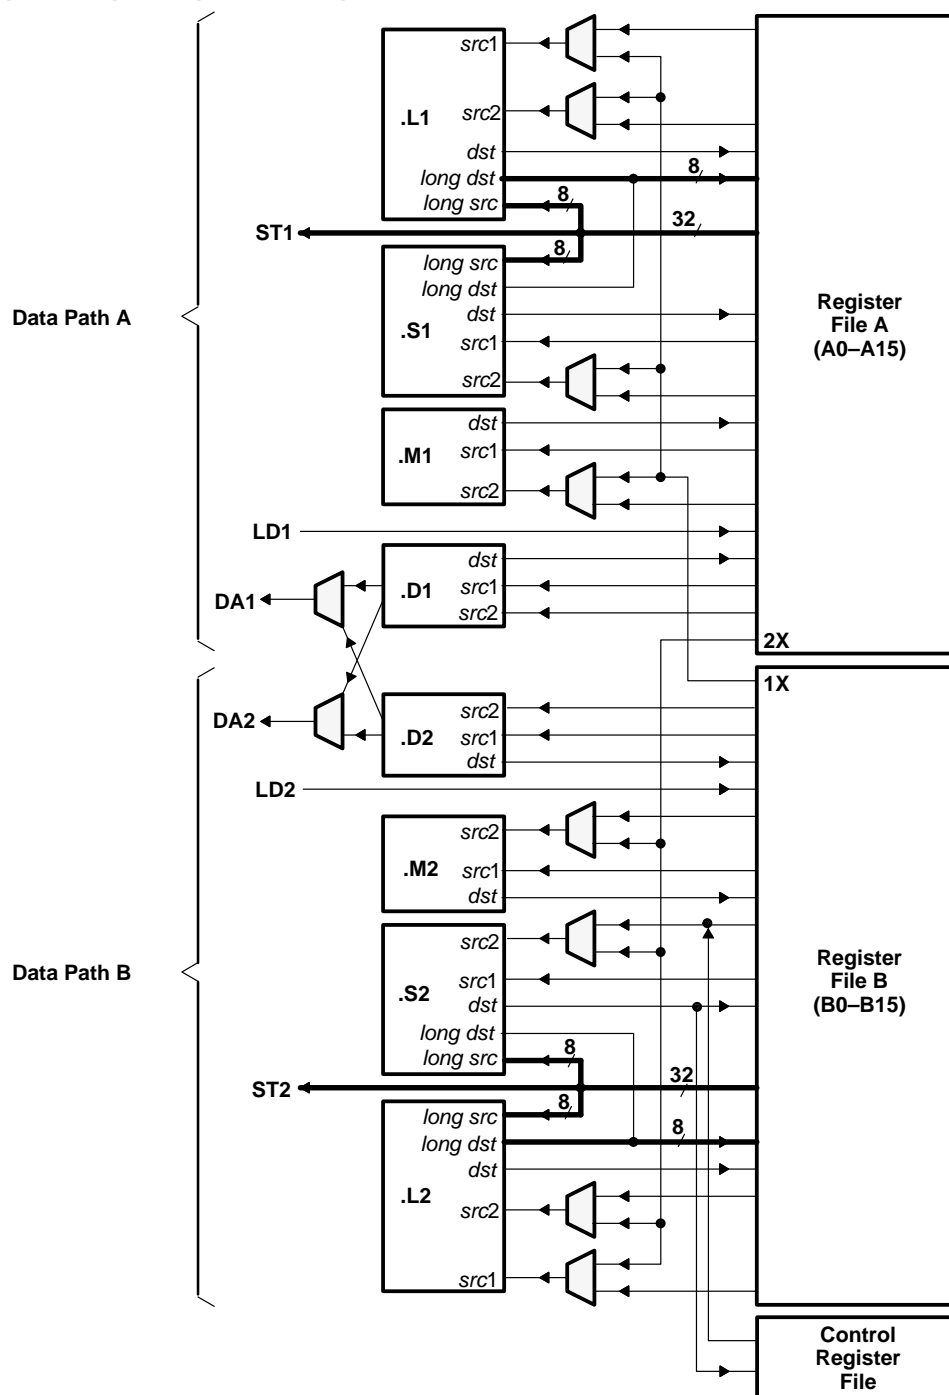 src1
.L1
src2
dst
long dst
8
long src
8
ST1
32
8
long src
long dst
dst
.S1
src1
src2
Data Path A
Register
File A
(A0–A15)
dst
.M1
src1
src2
LD1
dst
.D1
src1
src2
DA1
2X
1X
DA2
src2
.D2
src1
dst
LD2
src2
.M2
src1
dst
src2
src1
.S2
dst
long dst
8
long src
Data Path B
Register
File B
(B0–B15)
ST2
32
8
long src
8
long dst
dst
.L2
src2
src1
Control
Register
File